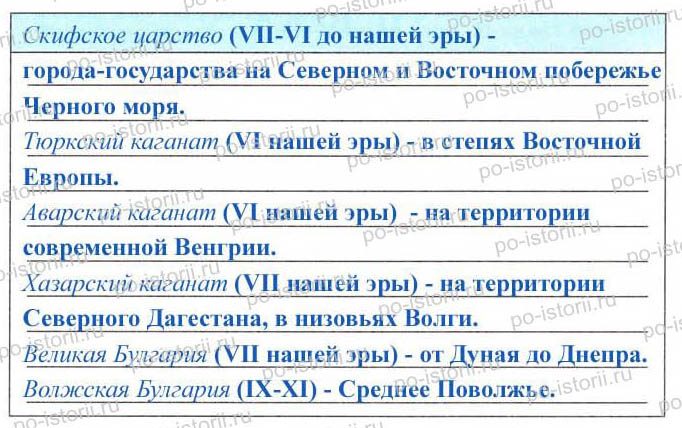 Скифское царство (VII-VI до нашей эры) -
города-государства на Северном и Восточном побережье
Черного моря.
Тюркский каганат (VI нашей эры) - в степях Восточной
Европы.
Аварский каганат (VI нашей эры) - на территории
современной Венгрии.
Хазарский каганат (VII нашей эры) - на территории
Северного Дагестана, в низовьях Волги.
Великая Булгария (VII нашей эры) - от Дуная до Днепра.
Волжская Булгария (IX-XI) - Среднее Поволжье.
po-istorii.ru